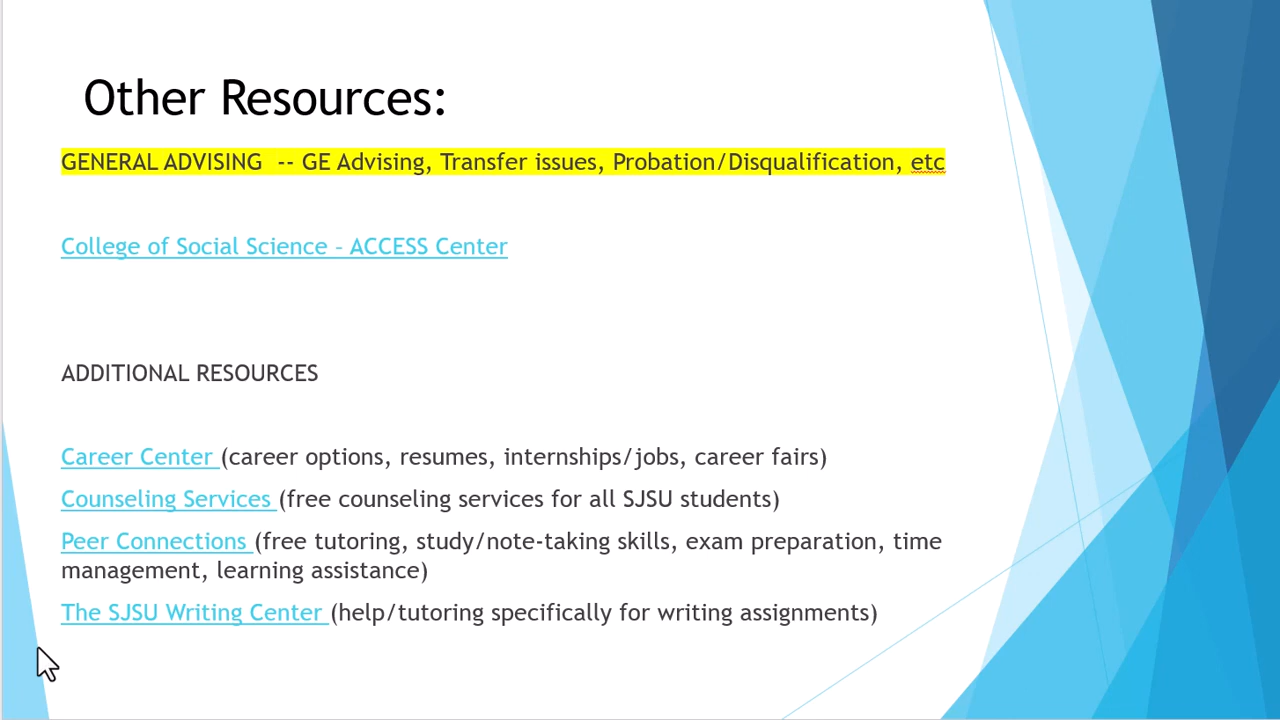 Other Resources:
GENERAL ADVISING  -- GE Advising, Transfer issues, Probation/Disqualification, etc
College of Social Science - ACCESS Center
ADDITIONAL RESOURCES
Career Center (career options, resumes, internships/jobs, career fairs)
Counseling Services (free counseling services for all SJSU students)
Peer Connections (free tutoring, study/note-taking skills, exam preparation, time
management, learning assistance)
The SJSU Writing Center (help/tutoring specifically for writing assignments)